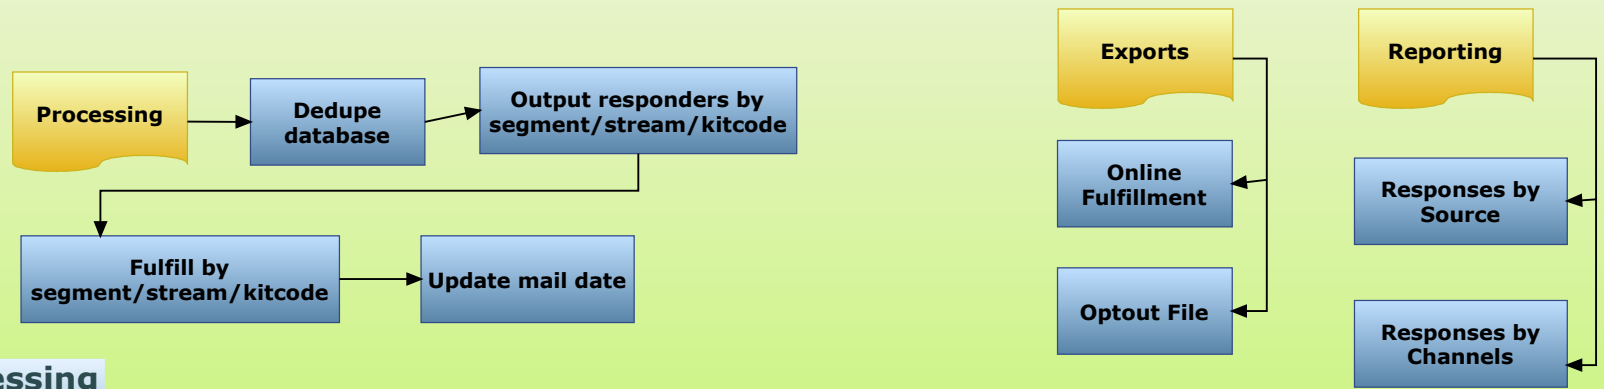 Processing
Dedupe
database
Output responders by
segment/stream/kitcode
Fulfill by
segment/stream/kitcode
Update mail date
Exports
Online
Fulfillment
Optout File
Reporting
Responses by
Source
Responses by
Channels
essing